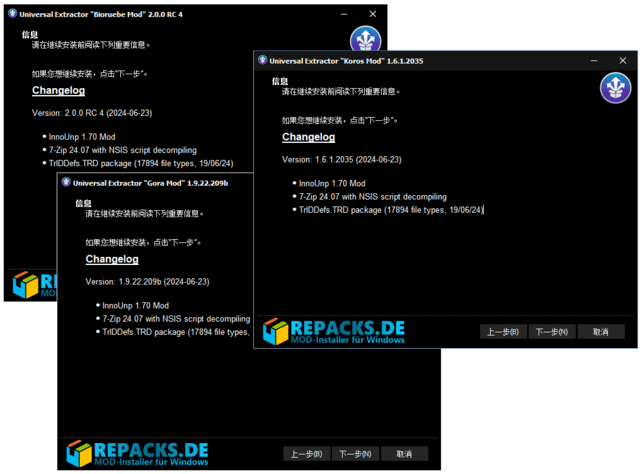 Universal Extractor "Bioruebe Mod" 2.0.0 RC 4
信息
请在继续安装前阅读下列重要信息。
如果您想继续安装，点击"下一步"。
Changelog
Version: 2.0.0 RC 4 (2024-06-23)
• InnoUnp 1.70 Mod
• 7-Zip 24.07 with NSIS script decompiling
• TrIDDefs.TRD package (17894 file types, 19/06/24)
Universal Extractor "Koros Mod" 1.6.1.2035
信息
请在继续安装前阅读下列重要信息。
如果您想继续安装，点击"下一步"。
Changelog
Version: 1.6.1.2035 (2024-06-23)
• InnoUnp 1.70 Mod
• 7-Zip 24.07 with NSIS script decompiling
• TrIDDefs.TRD package (17894 file types, 19/06/24)
REPACKS.DE
MOD-Installer für Windows
上一步(B) 下一步(N) 取消
Universal Extractor "Gora Mod" 1.9.22.209b
信息
请在继续安装前阅读下列重要信息。
如果您想继续安装，点击"下一步"。
Changelog
Version: 1.9.22.209b (2024-06-23)
• InnoUnp 1.70 Mod
• 7-Zip 24.07 with NSIS script decompiling
• TrIDDefs.TRD package (17894 file types,
REPACKS.DE
MOD-Installer für Windows
上一步(B) 下一步(N) 取消